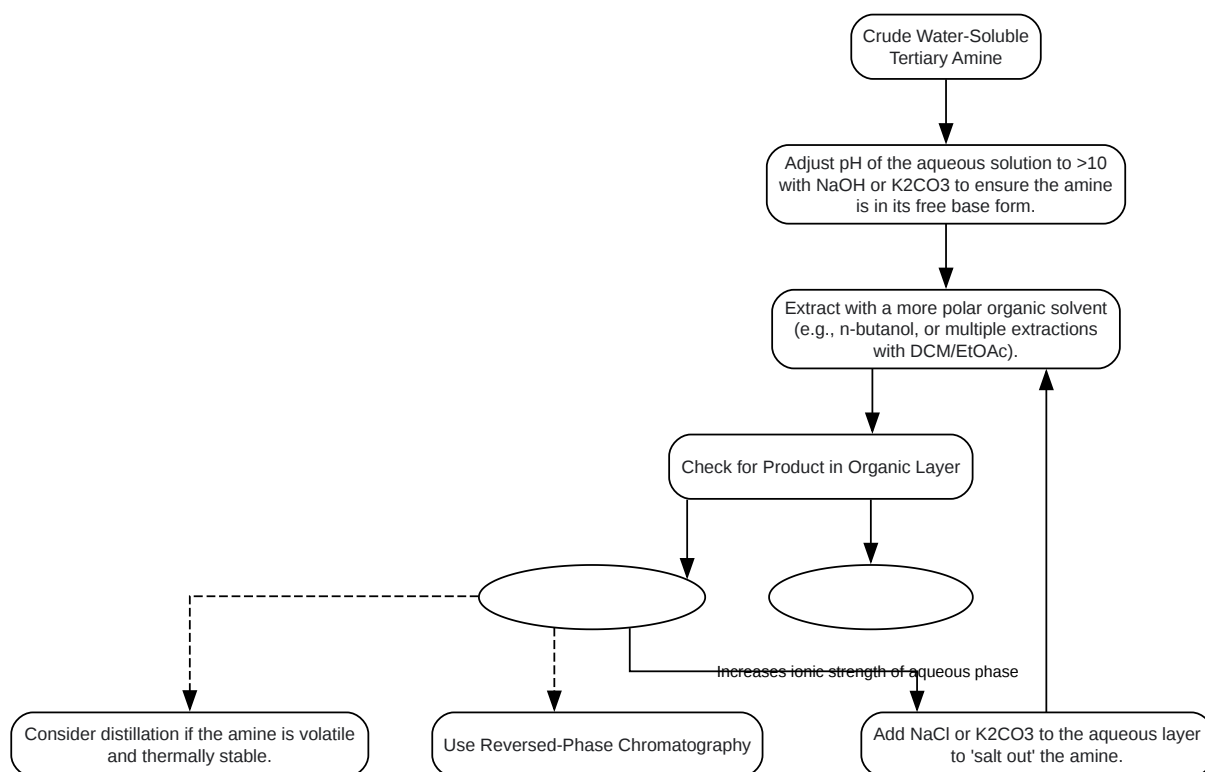 Crude Water-Soluble
Tertiary Amine
Adjust pH of the aqueous solution to >10
with NaOH or K2CO3 to ensure the amine
is in its free base form.
Extract with a more polar organic solvent
(e.g., n-butanol, or multiple extractions
with DCM/EtOAc).
Check for Product in Organic Layer
Increases ionic strength of aqueous phase
Consider distillation if the amine is volatile
and thermally stable.
Use Reversed-Phase Chromatography
Add NaCl or K2CO3 to the aqueous layer
to 'salt out' the amine.